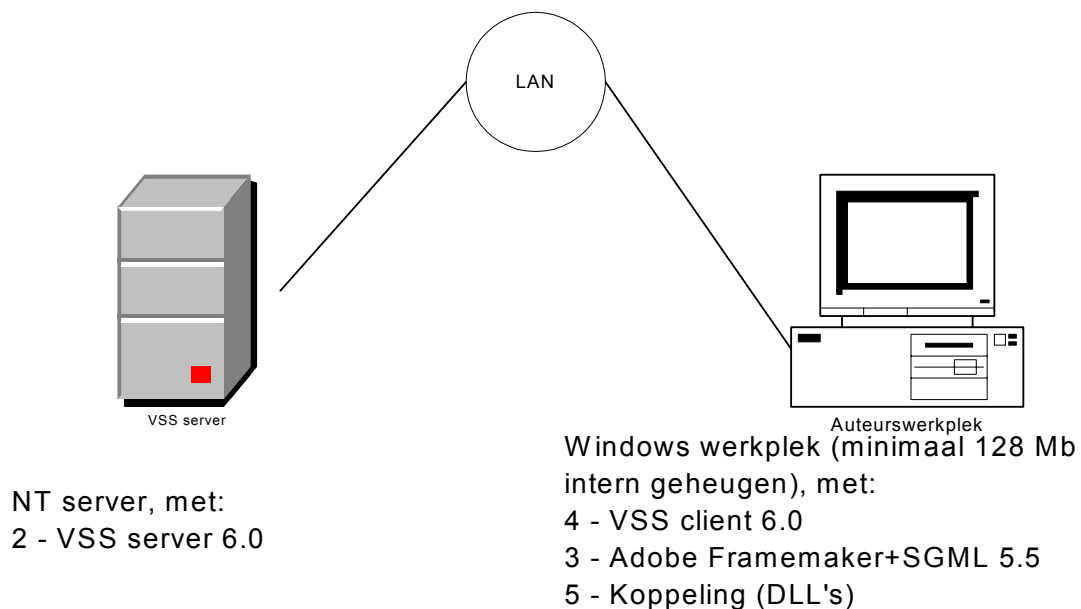 LAN
VSS server
NT server, met:
2 - VSS server 6.0
Auteurswerkplek
Windows werkplek (minimaal 128 Mb
intern geheugen), met:
4 - VSS client 6.0
3 - Adobe Framemaker+SGML 5.5
5 - Koppeling (DLL's)